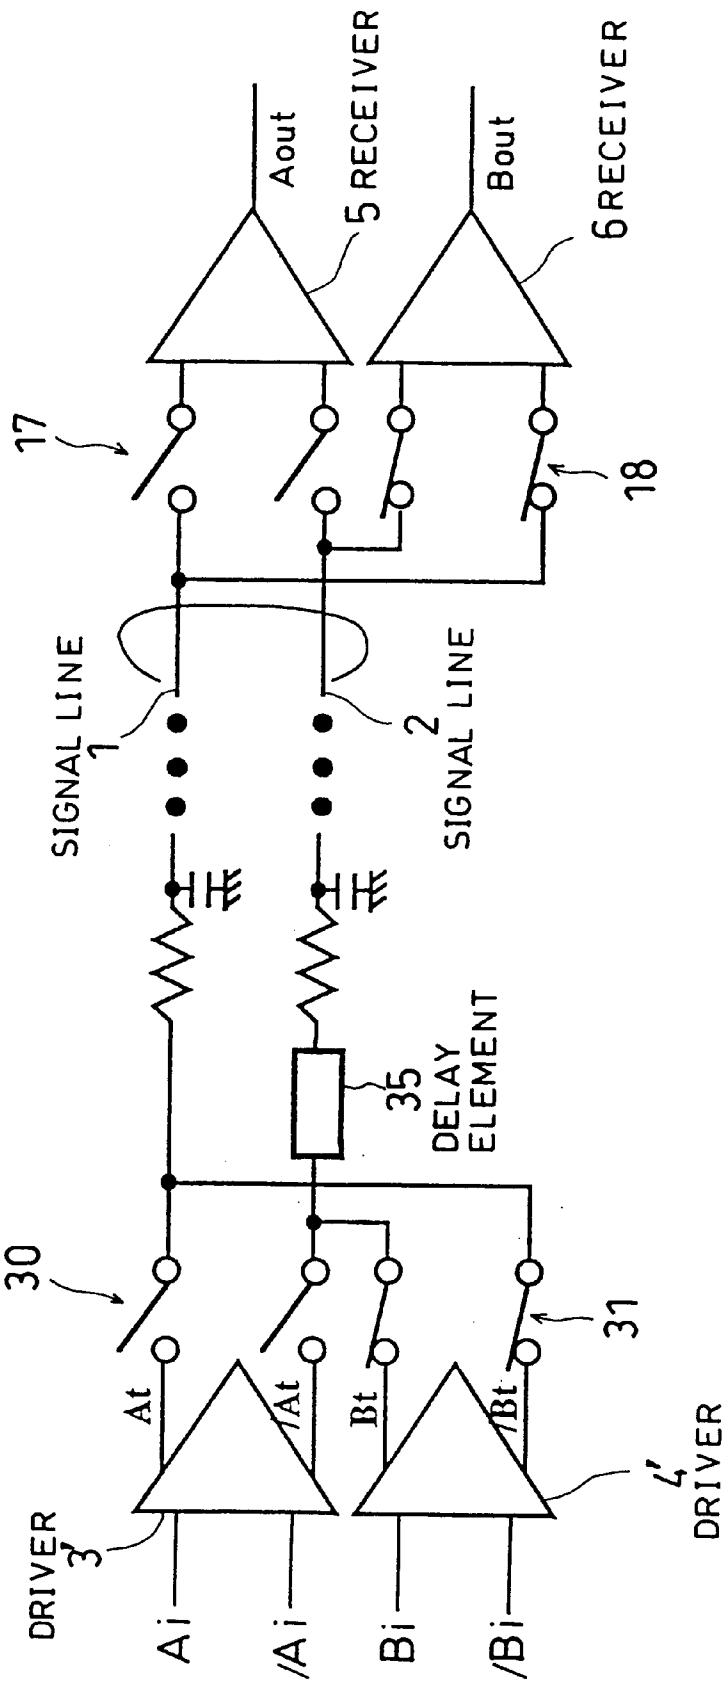 DRIVER
3'
Ai
/Ai
Bi
/Bi
4'
DRIVER
At
/At
Bt
/Bt
30
31
35
DELAY
ELEMENT
SIGNAL LINE
1
2
SIGNAL LINE
17
18
Aout
5 RECEIVER
Bout
6 RECEIVER